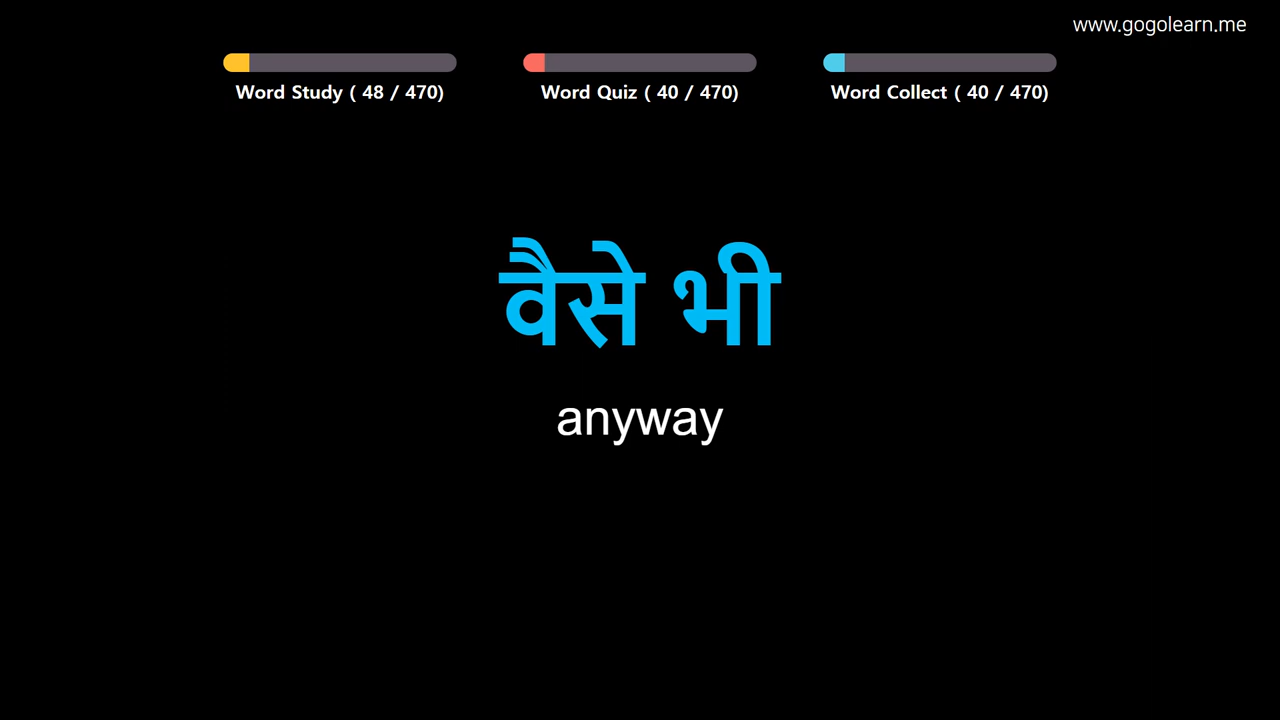 www.gogolearn.me
Word Study ( 48 / 470)
Word Quiz ( 40 / 470)
Word Collect ( 40 / 470)
वैसे भी
anyway